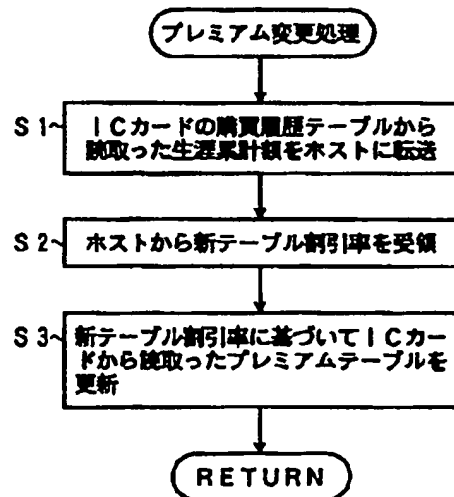 プレミアム変更処理
S1~ ICカードの購買履歴テーブルから
読取った生涯累計額をホストに転送
S2~ ホストから新テーブル割引率を受領
S3~ 新テーブル割引率に基づいてICカー
ドから読取ったプレミアムテーブルを
更新
RETURN